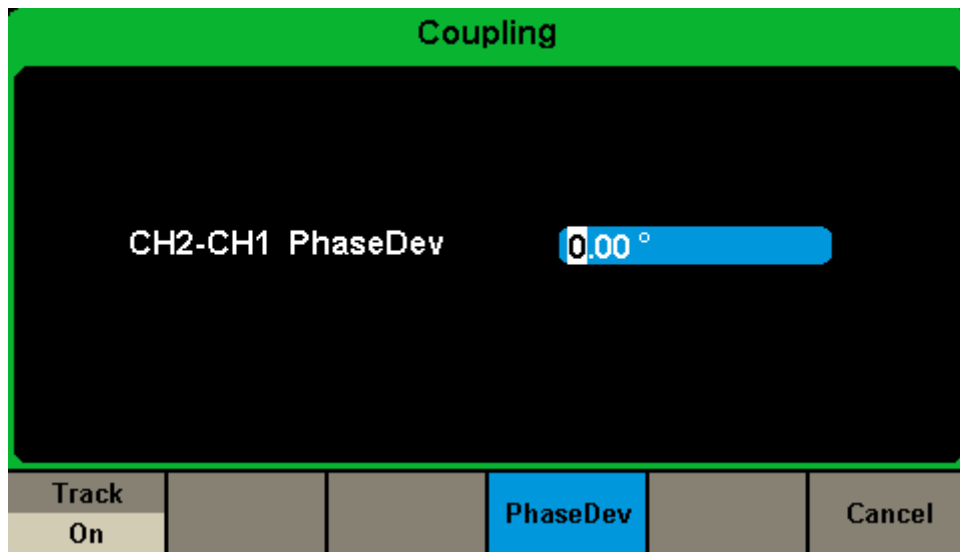 Coupling
CH2-CH1 PhaseDev 0.00 °
Track
On
PhaseDev
Cancel